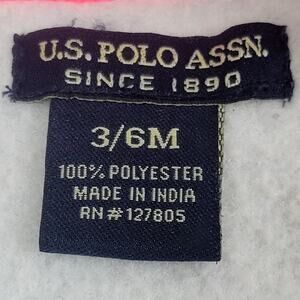 U.S. POLO ASSN.
SINCE 1890
3/6M
100% POLYESTER
MADE IN INDIA
RN#127805